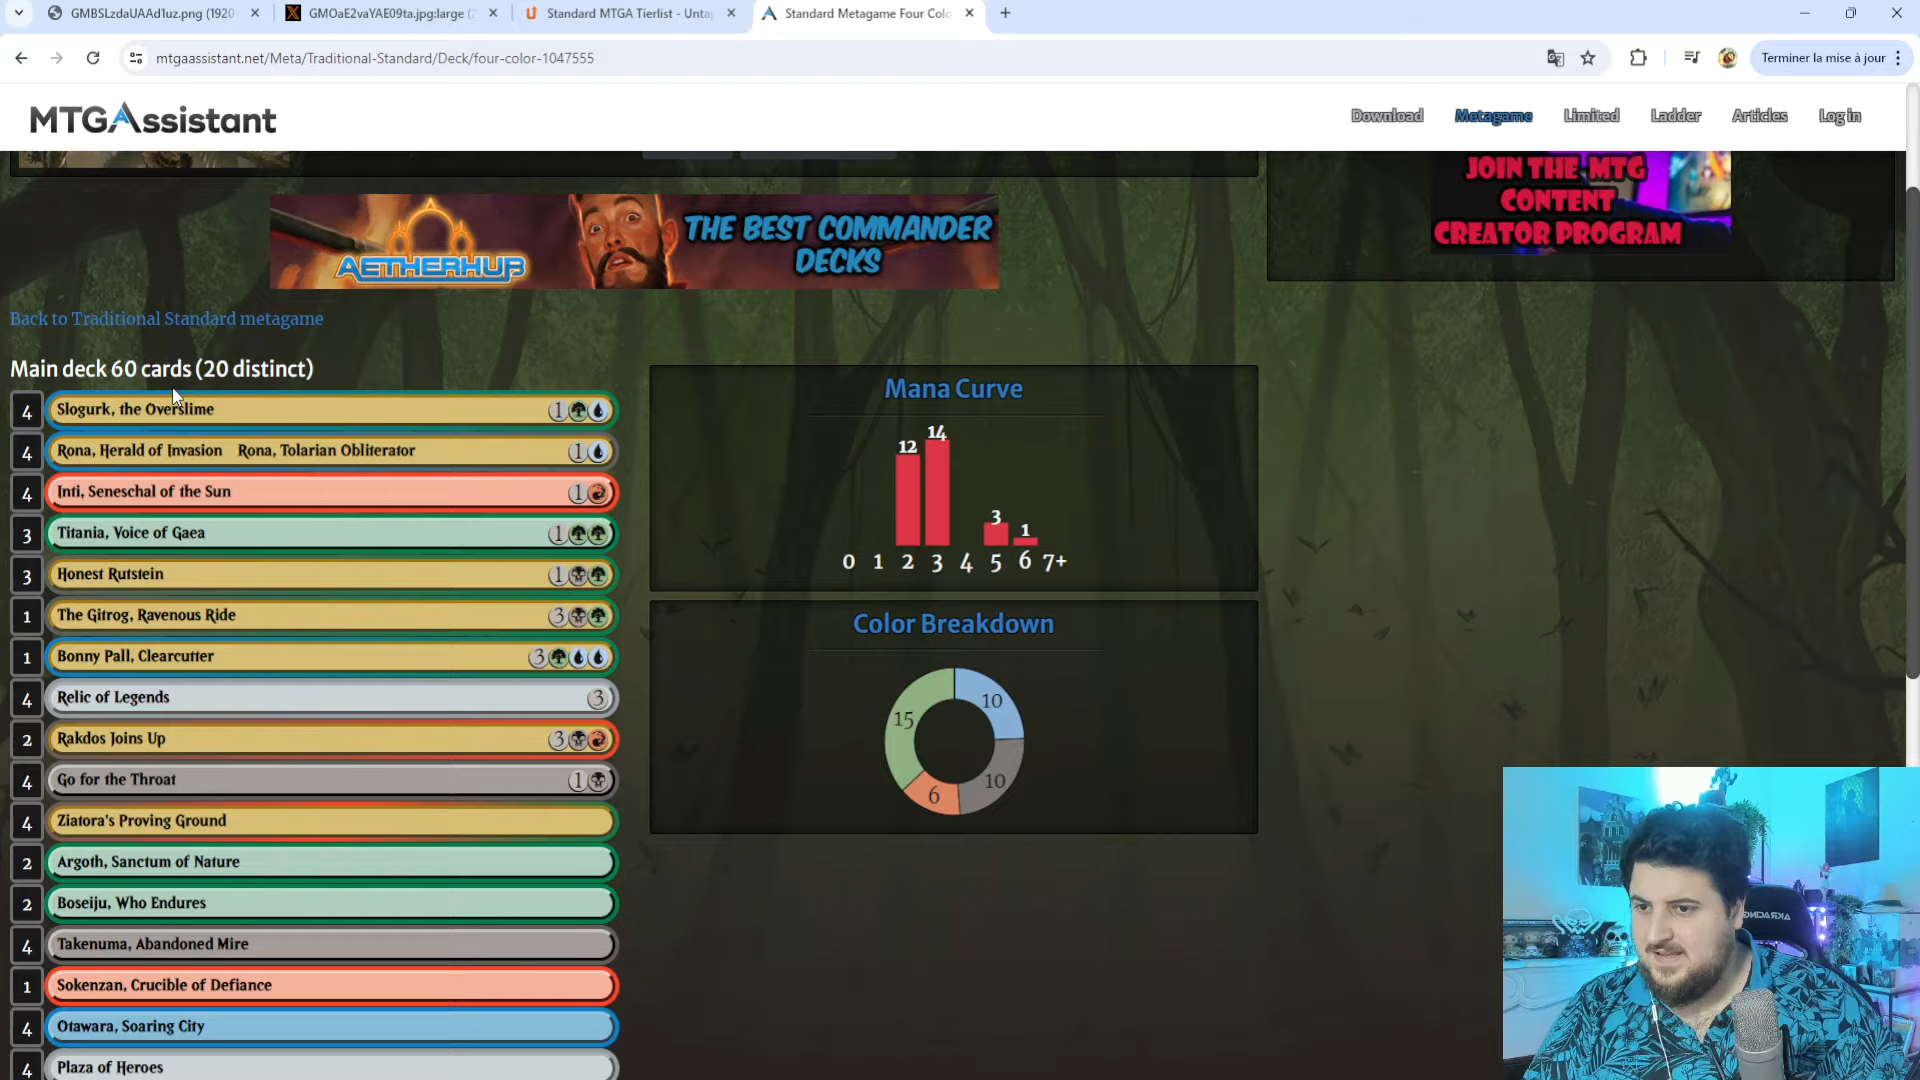 GMBSLzdaUAAd1uz.png (1920
GMOaE2vaYAE09ta.jpg:large (
Standard MTGA Tierlist - Unta
Standard Metagame Four Colo
mtgaassistant.net/Meta/Traditional-Standard/Deck/four-color-1047555
Terminer la mise à jour
MTGAssistant
Download
Metagame
Limited
Ladder
Articles
Log in
AETHERHUB
THE BEST COMMANDER
DECKS
JOIN THE MTG
CONTENT
CREATOR PROGRAM
Back to Traditional Standard metagame
Main deck 60 cards (20 distinct)
4 Slogurk, the Overslime 1
4 Rona, Herald of Invasion Rona, Tolarian Obliterator 1
4 Inti, Seneschal of the Sun 1
3 Titania, Voice of Gaea 1
3 Honest Rutstein 1
1 The Gitrog, Ravenous Ride 3
1 Bonny Pall, Clearcutter 3
4 Relic of Legends 3
2 Rakdos Joins Up 3
4 Go for the Throat 1
4 Ziatora's Proving Ground
2 Argoth, Sanctum of Nature
2 Boseiju, Who Endures
4 Takenuma, Abandoned Mire
1 Sokenzan, Crucible of Defiance
4 Otawara, Soaring City
4 Plaza of Heroes
Mana Curve
12 14 3 1
0 1 2 3 4 5 6 7+
Color Breakdown
15 10
6 10
AKRACING